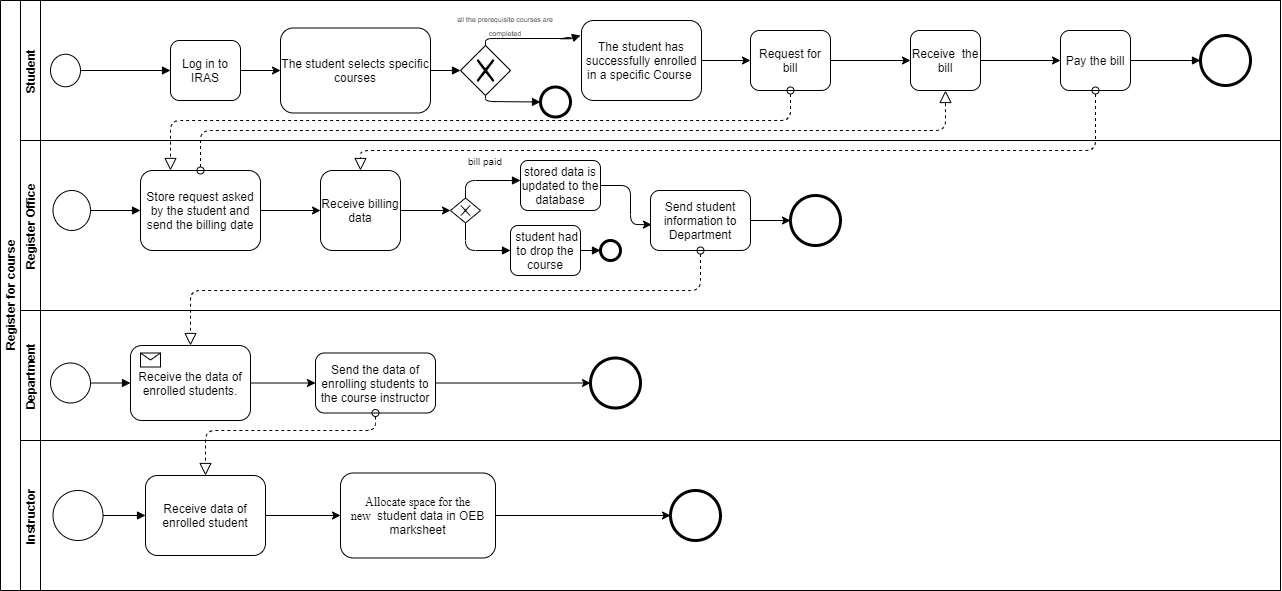 Register for course
Student
Log in to
IRAS
The student selects specific
courses
all the prerequisite courses are
completed
The student has
successfully enrolled
in a specific Course
Request for
bill
Receive the
bill
Pay the bill
Register Office
Store request asked
by the student and
send the billing date
Receive billing
data
bill paid
stored data is
updated to the
database
student had
to drop the
course
Send student
information to
Department
Department
Receive the data of
enrolled students.
Send the data of
enrolling students to
the course instructor
Instructor
Receive data of
enrolled student
Allocate space for the
new student data in OEB
marksheet